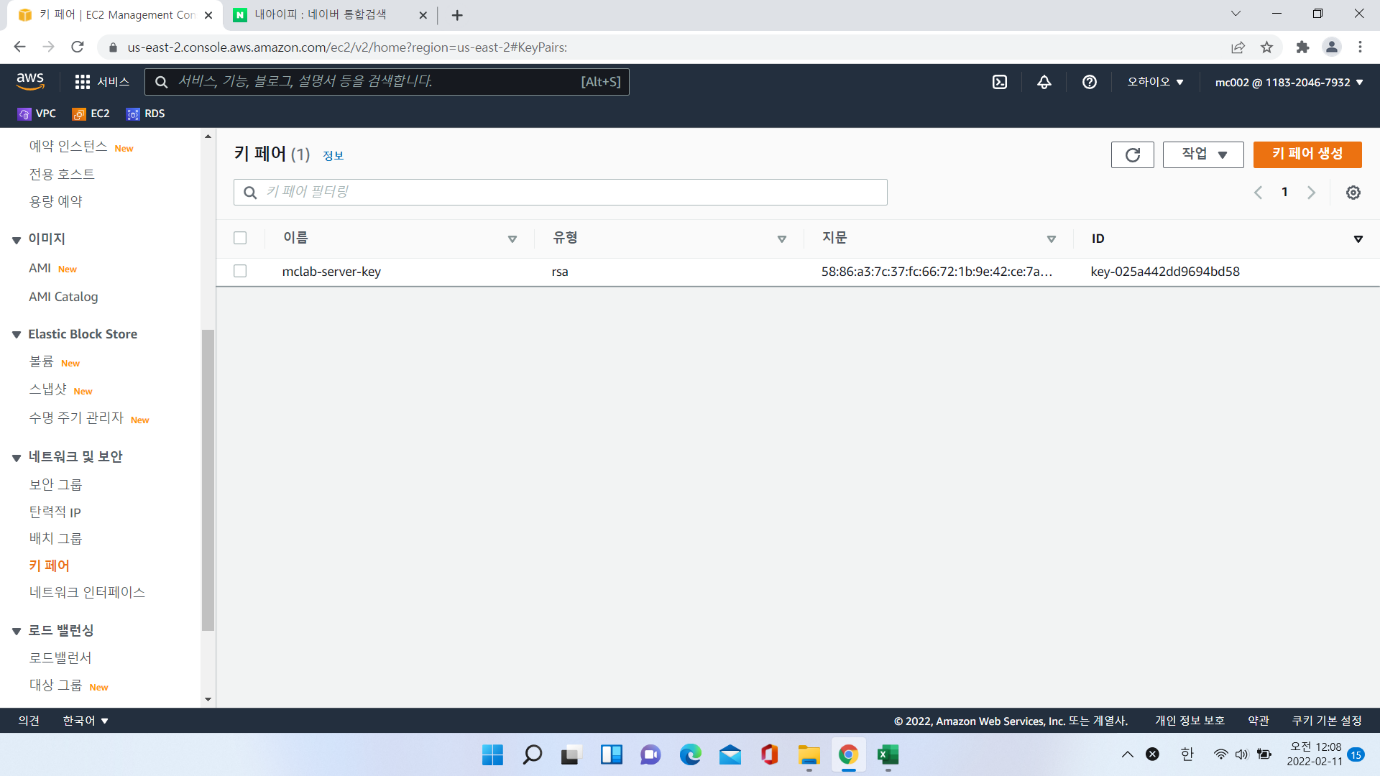 키 페어 | EC2 Management Con
내아이피 : 네이버 통합검색
us-east-2.console.aws.amazon.com/ec2/v2/home?region=us-east-2#KeyPairs:
aws 서비스 서비스, 기능, 블로그, 설명서 등을 검색합니다. [Alt+S] 오하이오 mc002 @ 1183-2046-7932
VPC EC2 RDS
예약 인스턴스 New
전용 호스트
용량 예약
이미지
AMI New
AMI Catalog
Elastic Block Store
볼륨 New
스냅샷 New
수명 주기 관리자 New
네트워크 및 보안
보안 그룹
탄력적 IP
배치 그룹
키 페어
네트워크 인터페이스
로드 밸런싱
로드밸런서
대상 그룹 New
키 페어 (1) 정보
작업 키 페어 생성
키 페어 필터링
1
이름 유형 지문 ID
mclab-server-key rsa 58:86:a3:7c:37:fc:66:72:1b:9e:42:ce:7a... key-025a442dd9694bd58
의견 한국어 © 2022, Amazon Web Services, Inc. 또는 계열사. 개인 정보 보호 약관 쿠키 기본 설정
한
오전 12:08
2022-02-11 15